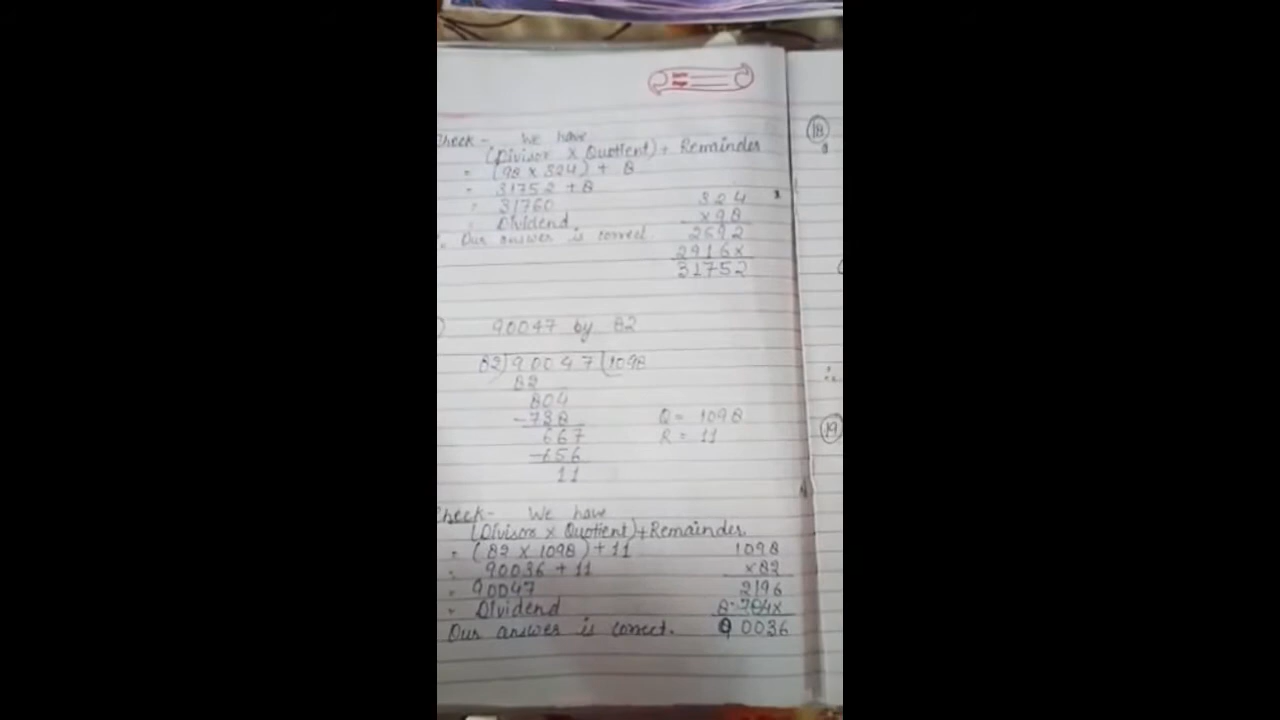 Check - We have
(Divisor x Quotient) + Reminder
= (98 x 324) + 8
= 31752 + 8
= 31760
= Dividend
∴ Our answer is correct.
324
x98
2592
2916x
31752
) 90047 by 82
82)90047(1098
82
804
-738
667
-656
11
Q = 1098
R = 11
Check- We have
(Divisor x Quotient)+Remainder
= (82 x 1098)+11
= 90036 + 11
= 90047
= Dividend
Our answer is correct.
1098
x82
2196
8784x
90036
18
19
∴